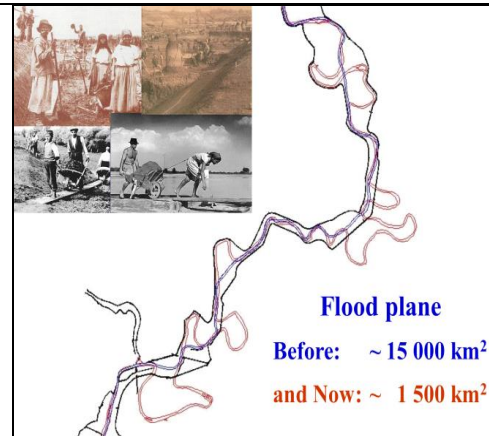 Flood plane
Before: ~ 15 000 km²
and Now: ~ 1 500 km²